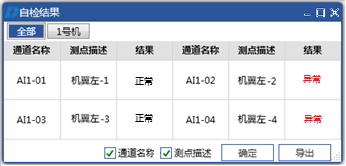 自检结果
全部 1号机
通道名称 测点描述 结果 通道名称 测点描述 结果
AI1-01 机翼左-1 正常 AI1-02 机翼左-2 异常
AI1-03 机翼左-3 正常 AI1-04 机翼左-4 异常
通道名称 测点描述 确定 导出